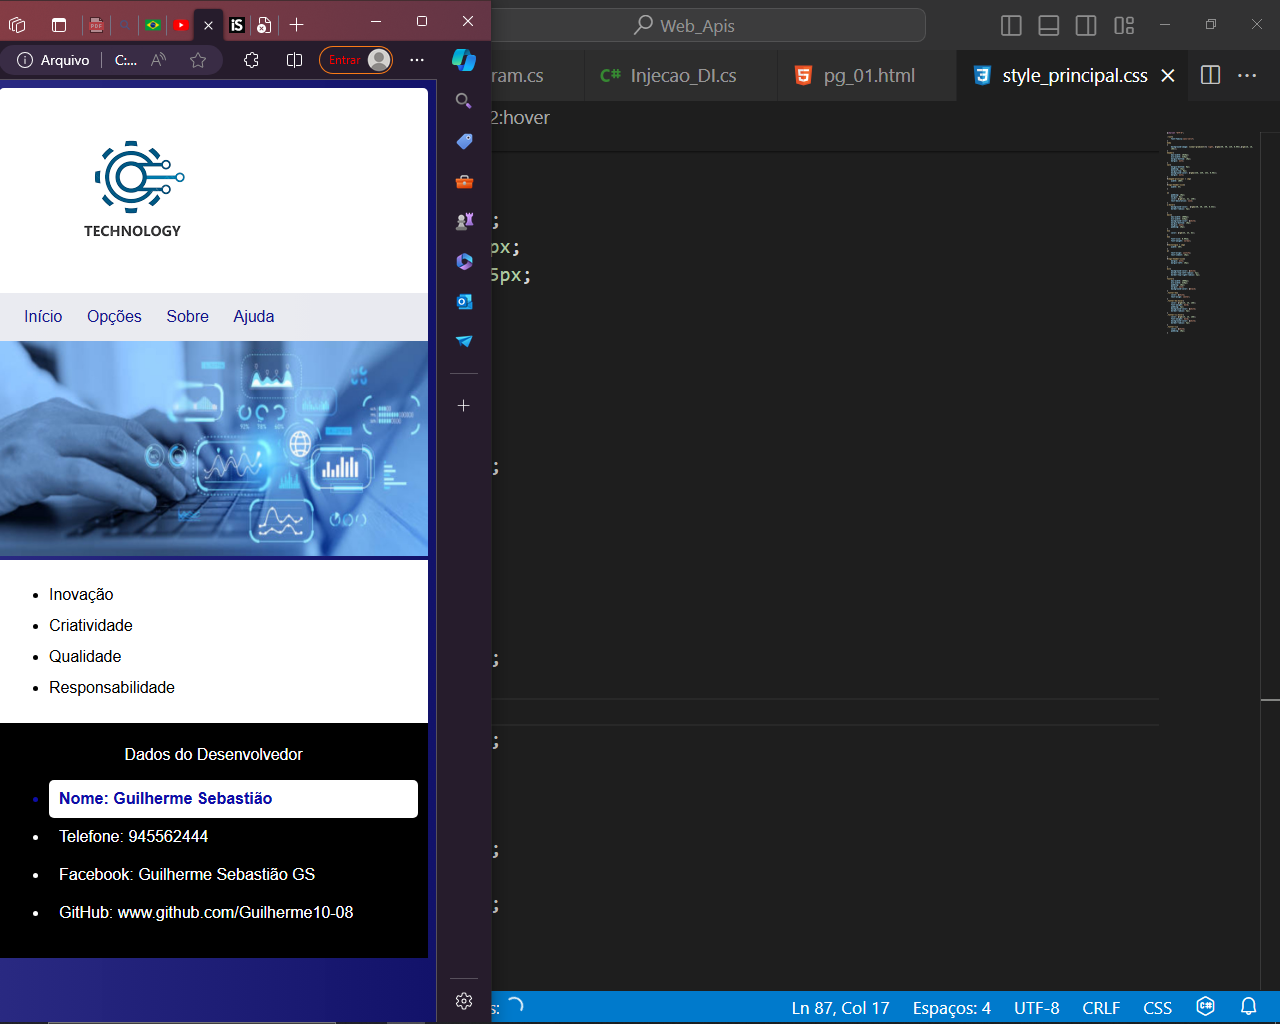 Web_Apis
Arquivo
C:...
Entrar
ram.cs
Injecao_DI.cs
pg_01.html
style_principal.css
2:hover
;
px;
5px;
TECHNOLOGY
Início Opções Sobre Ajuda
;
Inovação
Criatividade
Qualidade
Responsabilidade
;
Dados do Desenvolvedor
;
Nome: Guilherme Sebastião
Telefone: 945562444
;
Facebook: Guilherme Sebastião GS
;
GitHub: www.github.com/Guilherme10-08
s:
Ln 87, Col 17 Espaços: 4 UTF-8 CRLF CSS